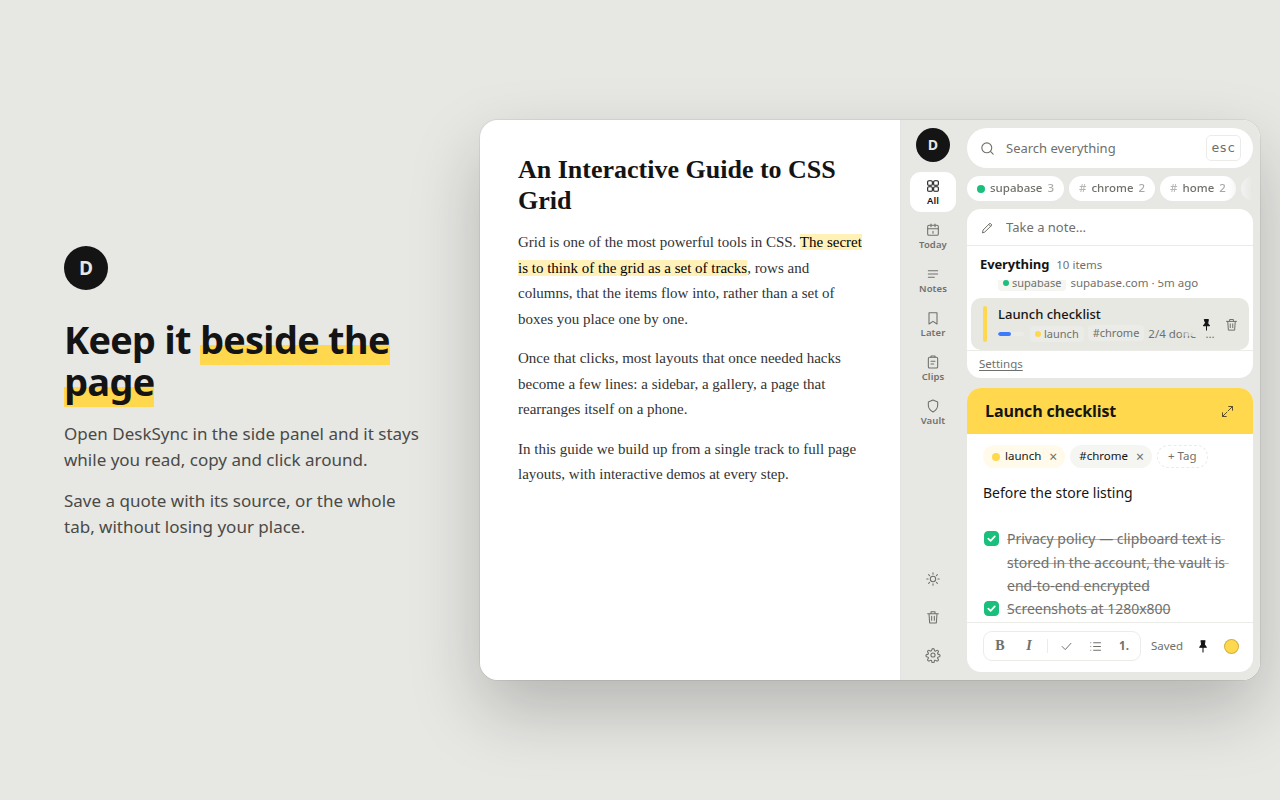 D
Keep it beside the
page
Open DeskSync in the side panel and it stays
while you read, copy and click around.
Save a quote with its source, or the whole
tab, without losing your place.
An Interactive Guide to CSS
Grid
Grid is one of the most powerful tools in CSS. The secret
is to think of the grid as a set of tracks, rows and
columns, that the items flow into, rather than a set of
boxes you place one by one.
Once that clicks, most layouts that once needed hacks
become a few lines: a sidebar, a gallery, a page that
rearranges itself on a phone.
In this guide we build up from a single track to full page
layouts, with interactive demos at every step.
D
All
Today
Notes
Later
Clips
Vault
Search everything esc
supabase 3 # chrome 2 # home 2
Take a note...
Everything 10 items
supabase supabase.com · 5m ago
Launch checklist
launch #chrome 2/4 done ...
Settings
Launch checklist
launch × #chrome × + Tag
Before the store listing
Privacy policy — clipboard text is
stored in the account, the vault is
end-to-end encrypted
Screenshots at 1280x800
B I 1. Saved